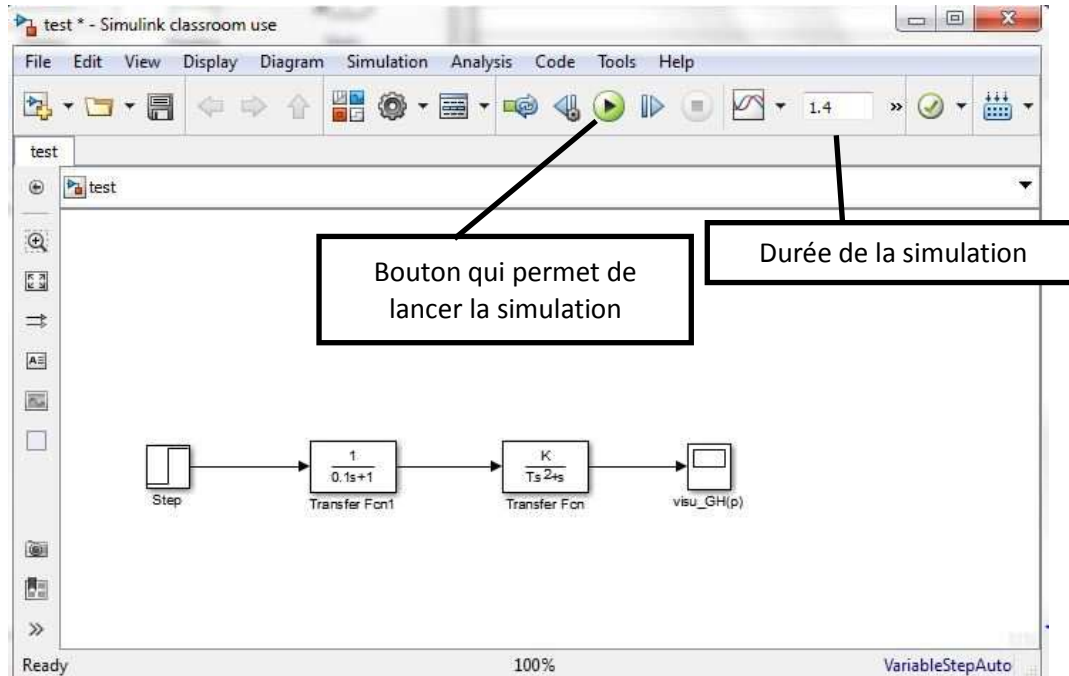 test * - Simulink classroom use
File Edit View Display Diagram Simulation Analysis Code Tools Help
1.4
»
test
test
Bouton qui permet de
lancer la simulation
Durée de la simulation
1
0.1s+1
K
Ts2+s
Step
Transfer Fcn1
Transfer Fcn
visu_GH(p)
»
Ready 100% VariableStepAuto